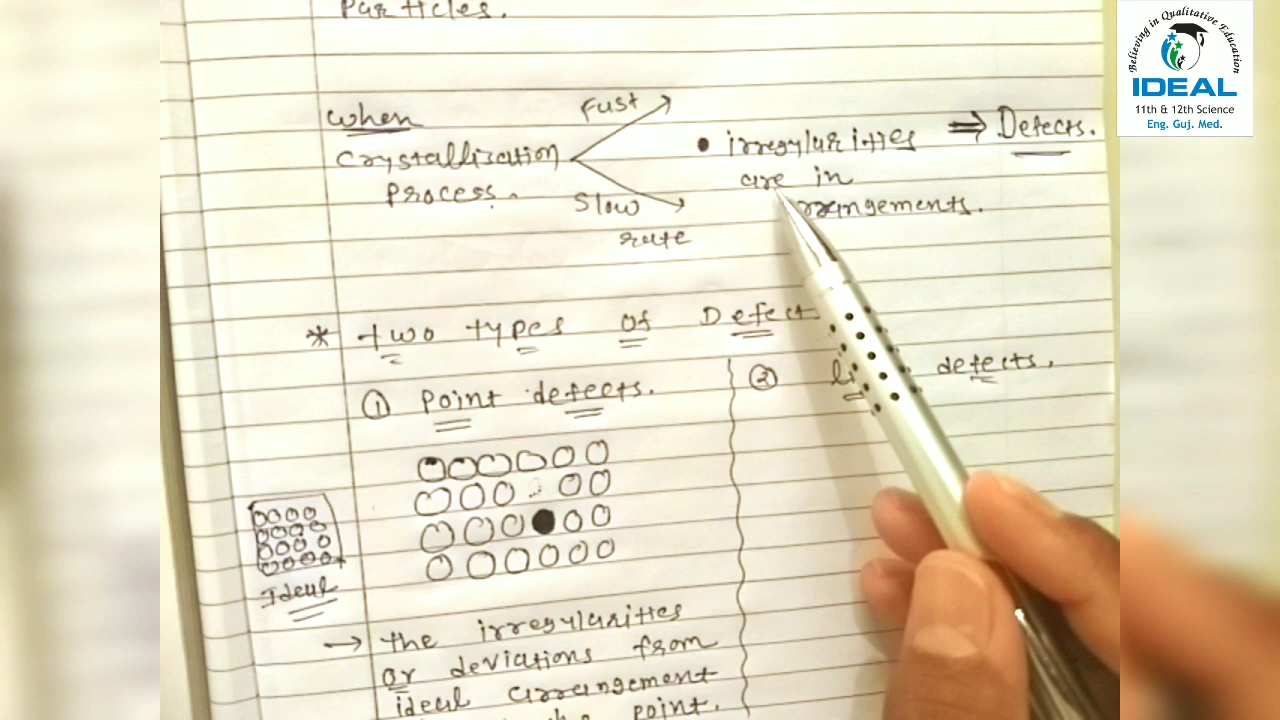 Particles.
Believing in Qualitative Education
IDEAL
11th & 12th Science
Eng. Guj. Med.
when
crystallization
process.
Fast
Slow
rate
• irregularities
are in
rrangements.
⇒ Defects.
* two types of Defect
① Point defects.
② li defects.
Ideal
→ the irregularities
or deviations from
ideal arrangement
point.